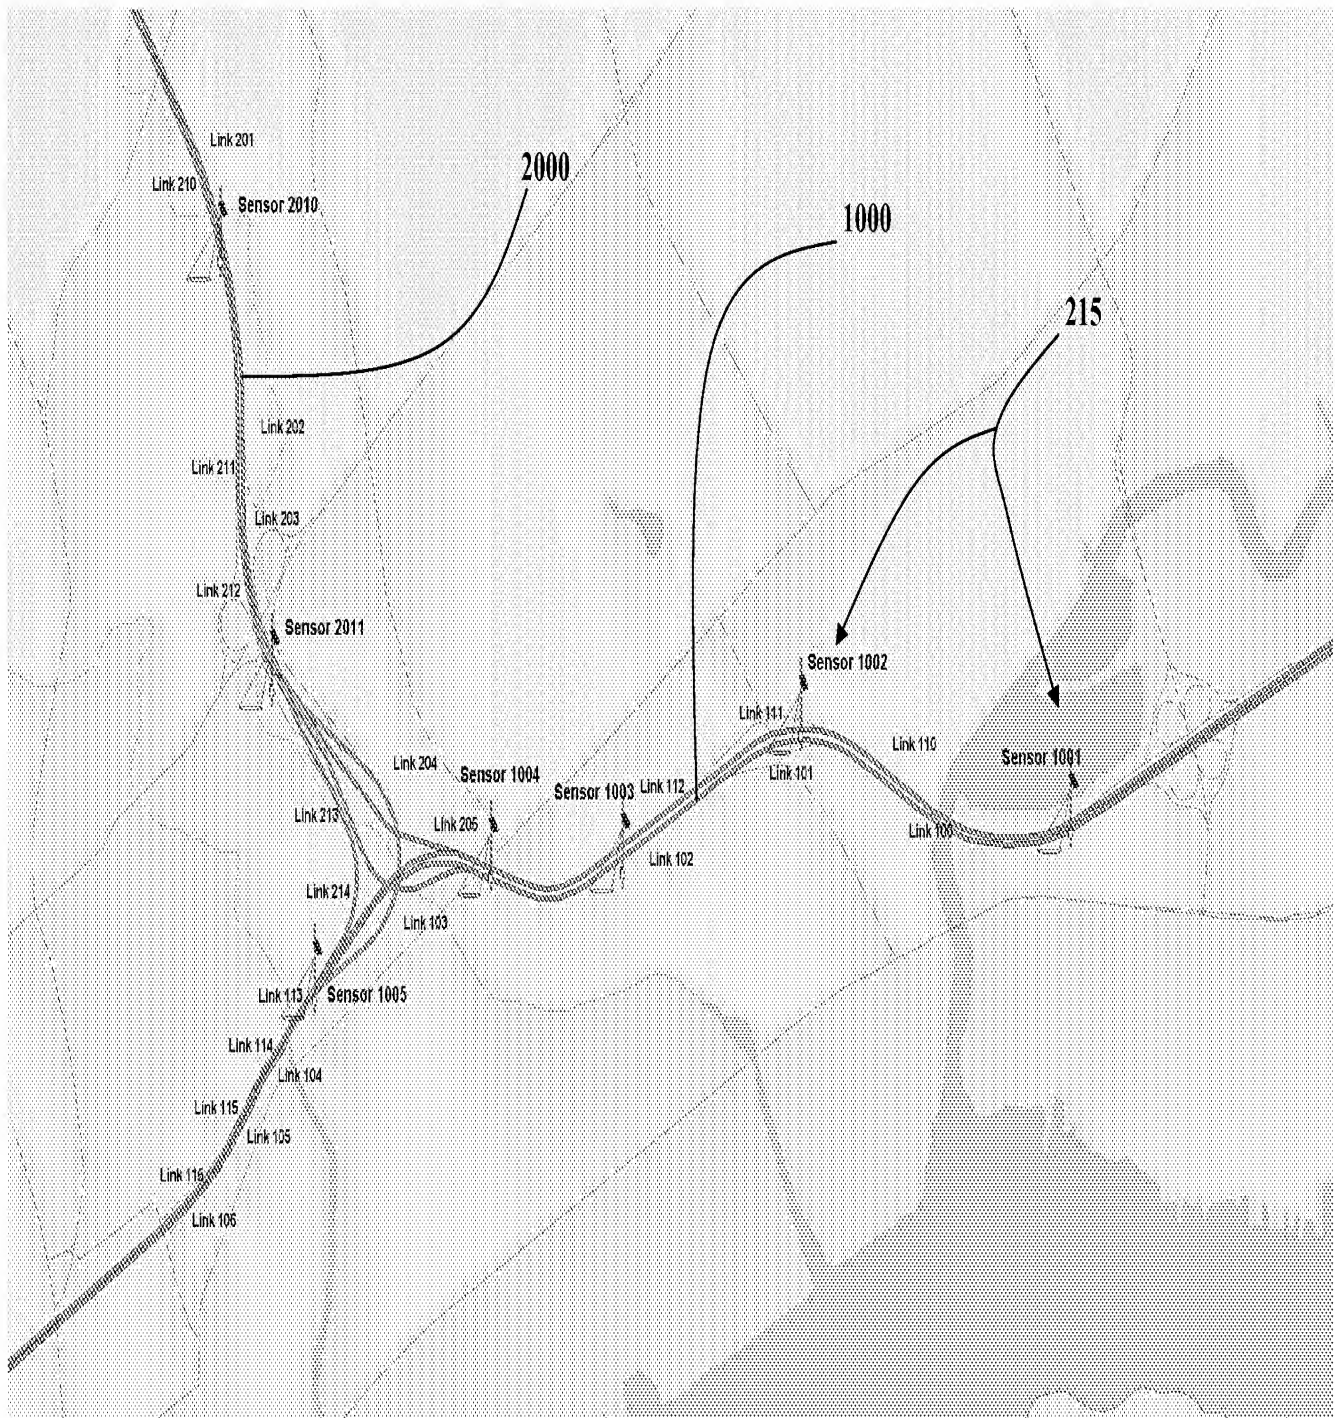 Link 201
2000
Link 210
Sensor 2010
1000
215
Link 202
Link 211
Link 203
Link 212
Sensor 2011
Sensor 1002
Link 111
Link 110
Link 204
Sensor 1004
Sensor 1001
Link 101
Link 112
Sensor 1003
Link 213
Link 205
Link 100
Link 102
Link 214
Link 103
Link 113
Sensor 1005
Link 114
Link 104
Link 115
Link 105
Link 116
Link 106